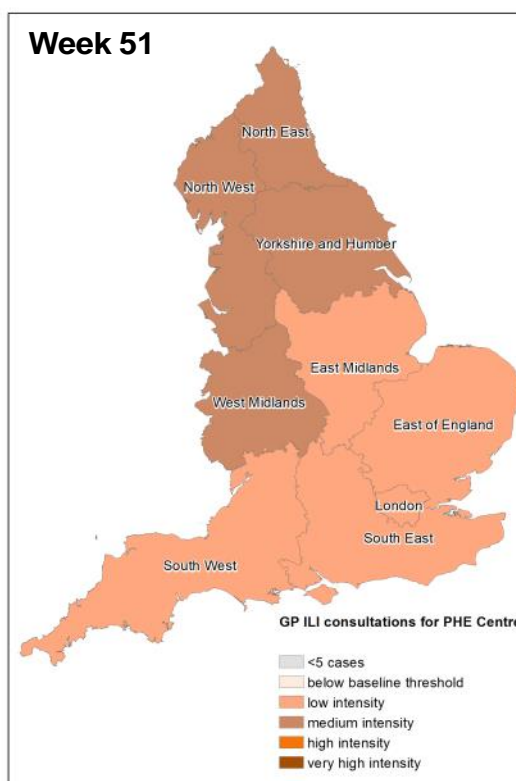 Week 51
North East
North West
Yorkshire and Humber
East Midlands
West Midlands
East of England
London
South East
South West
GP ILI consultations for PHE Centre
<5 cases
below baseline threshold
low intensity
medium intensity
high intensity
very high intensity